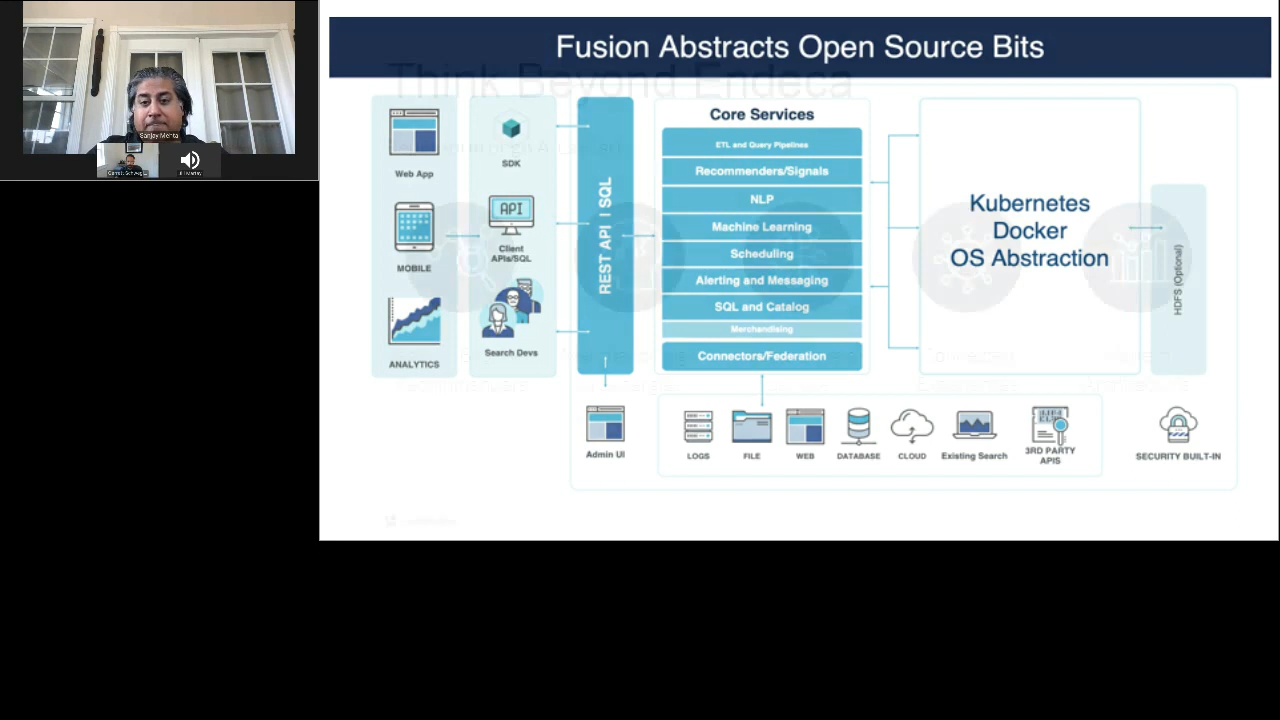 Sanjay Mehta
Fusion Abstracts Open Source Bits
Think Beyond Endeca
Web App
MOBILE
ANALYTICS
SDK
API
Client
APIs/SQL
Search Devs
REST API | SQL
Core Services
ETL and Query Pipelines
Recommenders/Signals
NLP
Machine Learning
Scheduling
Alerting and Messaging
SQL and Catalog
Merchandising
Connectors/Federation
Kubernetes
Docker
OS Abstraction
HDFS (Optional)
Admin UI
LOGS
FILE
WEB
DATABASE
CLOUD
Existing Search
3RD PARTY
APIS
SECURITY BUILT-IN